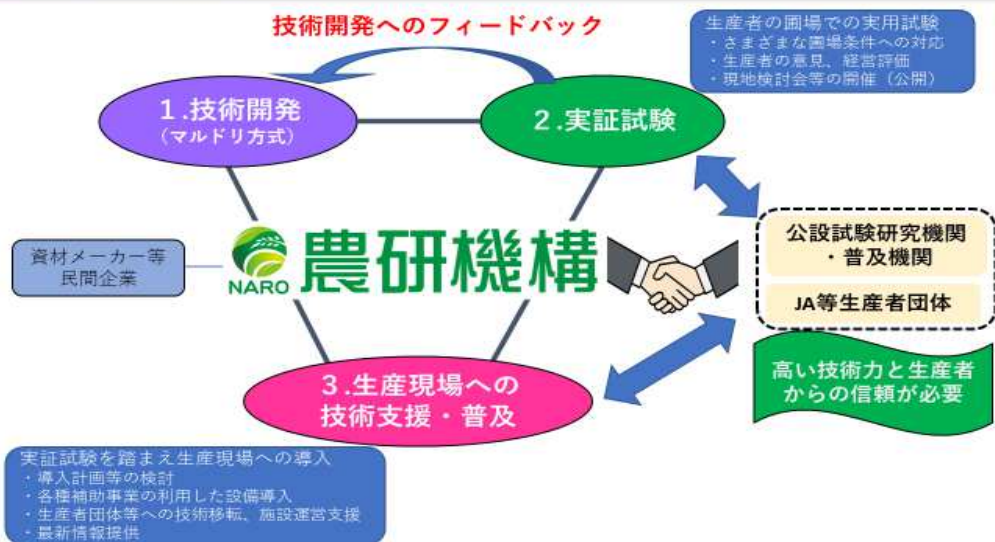 技術開発へのフィードバック
生産者の圃場での実用試験
・さまざまな圃場条件への対応
・生産者の意見、経営評価
・現地検討会等の開催（公開）
1.技術開発
（マルドリ方式）
2.実証試験
資材メーカー等
民間企業
NARO
農研機構
公設試験研究機関
・普及機関
JA等生産者団体
高い技術力と生産者
からの信頼が必要
3.生産現場への
技術支援・普及
実証試験を踏まえ生産現場への導入
・導入計画等の検討
・各種補助事業の利用した設備導入
・生産者団体等への技術移転、施設運営支援
・最新情報提供